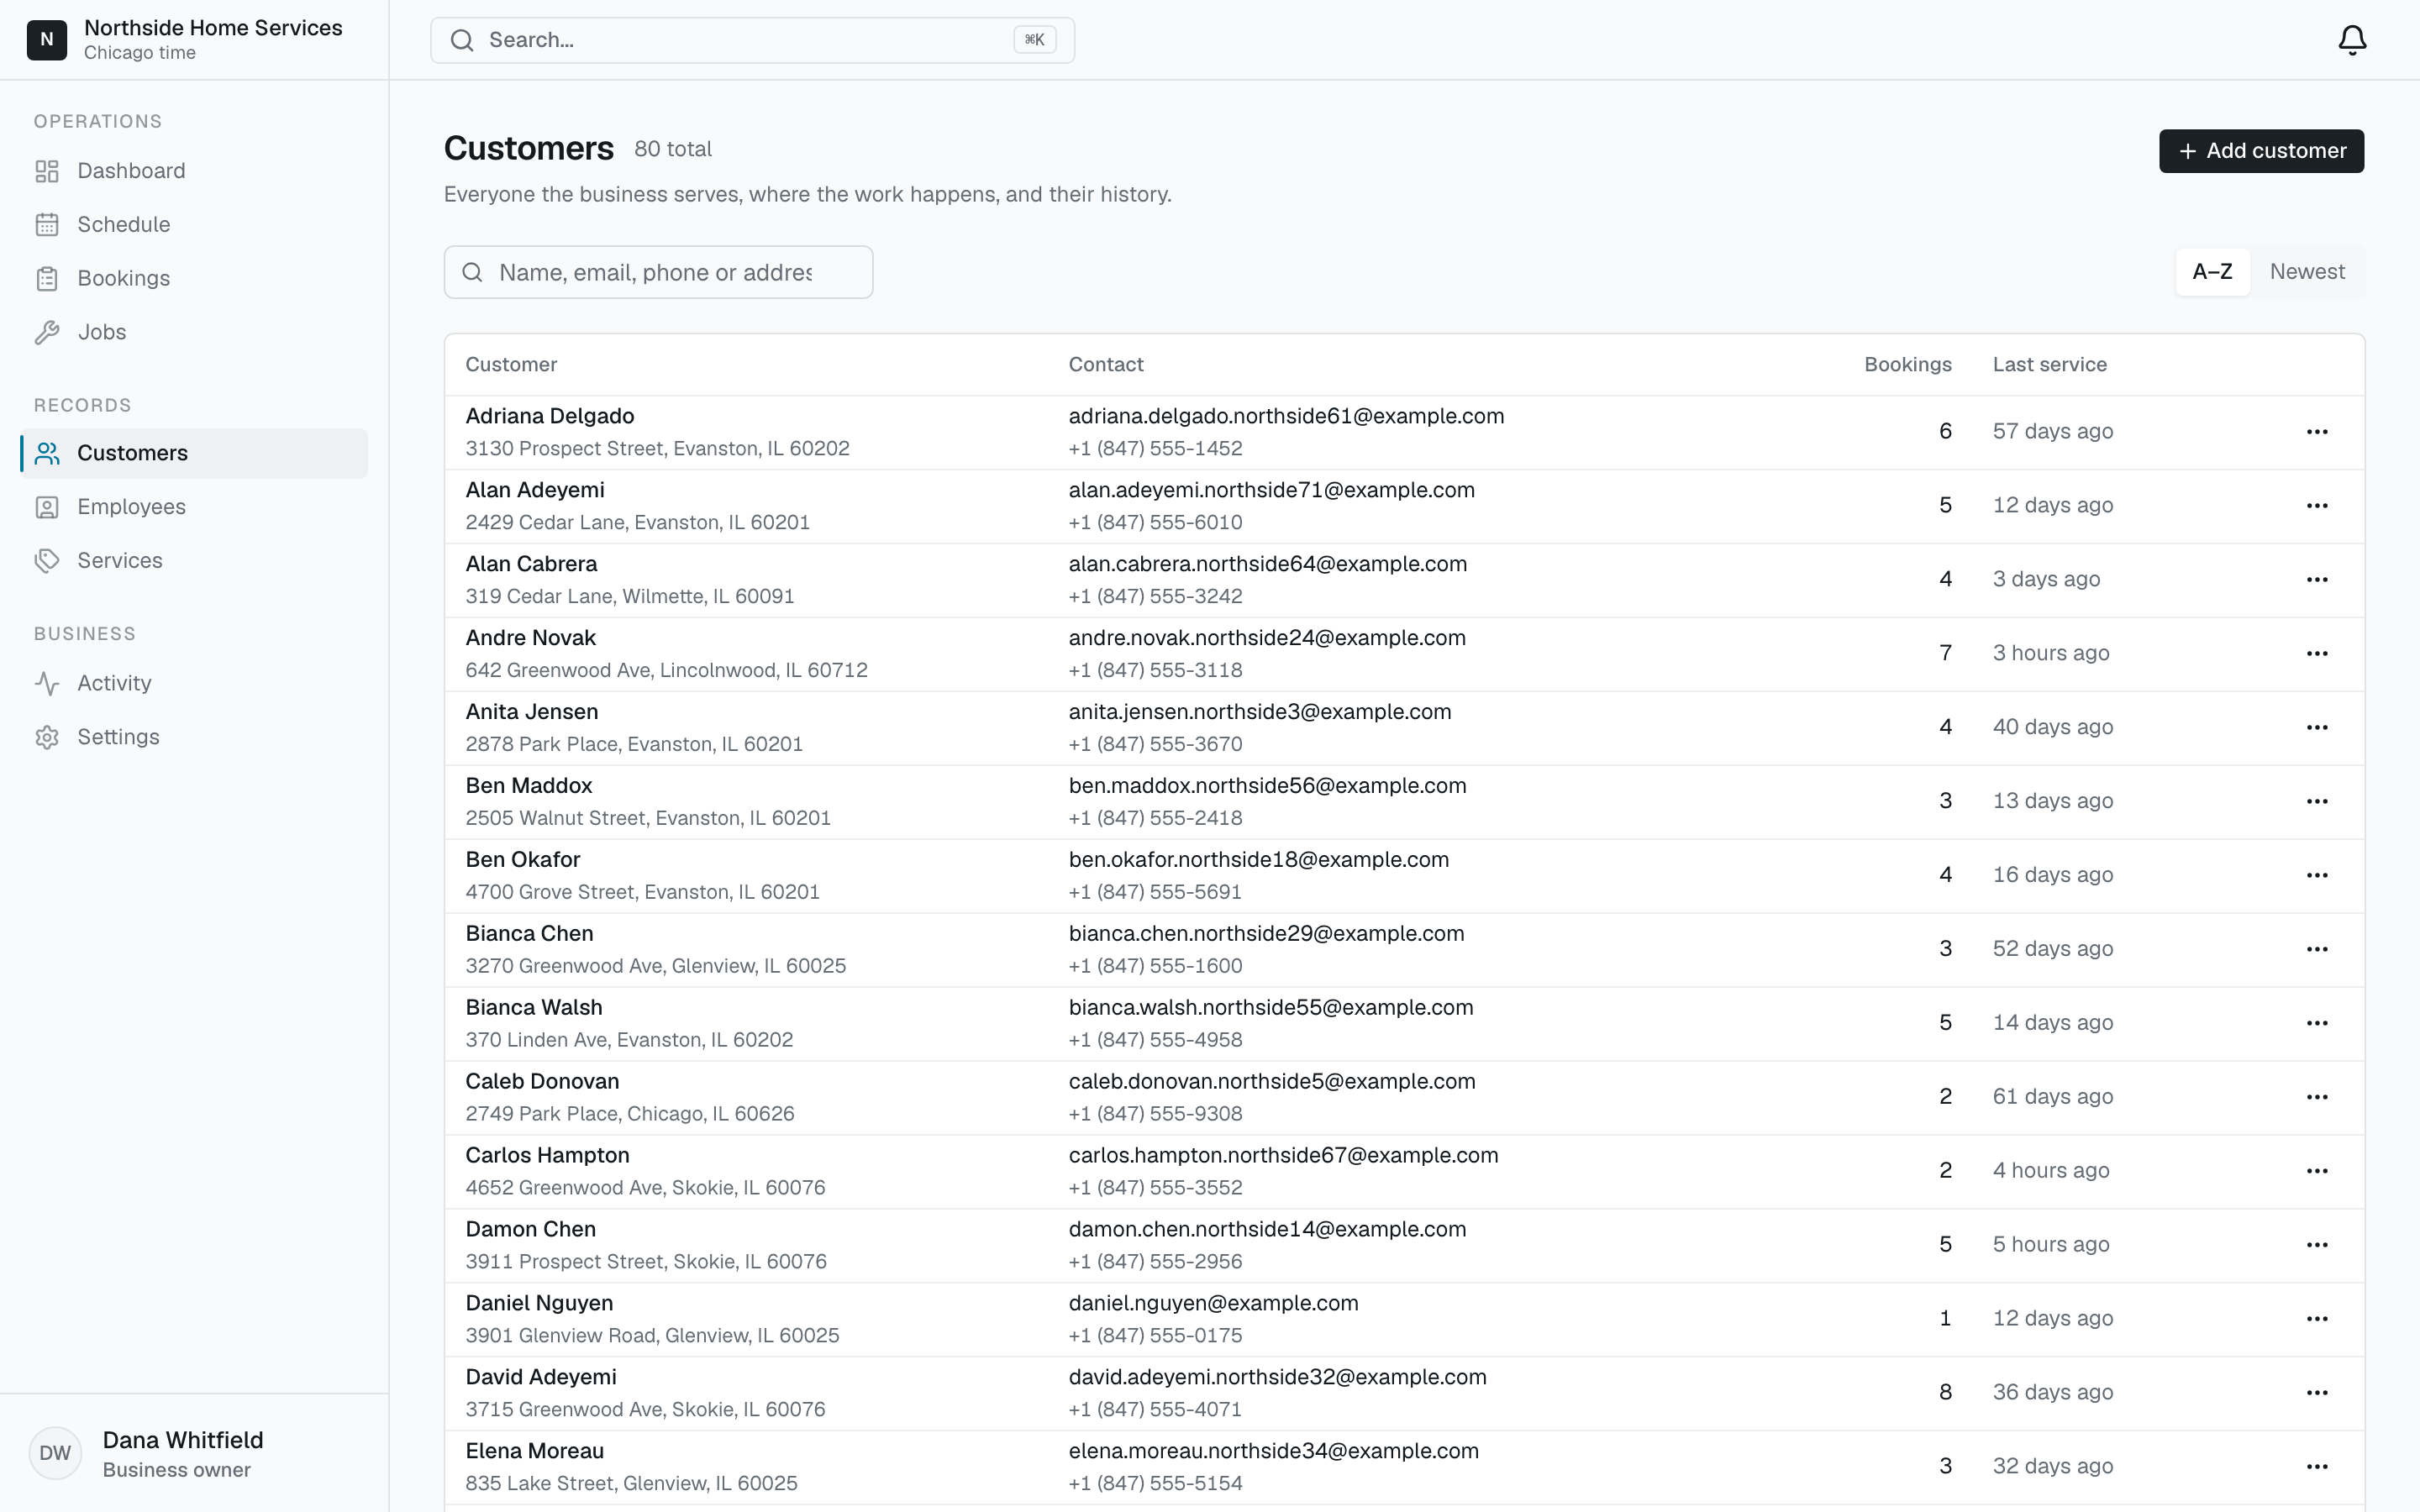 N
Northside Home Services
Chicago time
Search...
⌘K
OPERATIONS
Dashboard
Schedule
Bookings
Jobs
RECORDS
Customers
Employees
Services
BUSINESS
Activity
Settings
DW
Dana Whitfield
Business owner
Customers 80 total
Everyone the business serves, where the work happens, and their history.
+ Add customer
Name, email, phone or addres
A–Z Newest
Customer Contact Bookings Last service
Adriana Delgado adriana.delgado.northside61@example.com
3130 Prospect Street, Evanston, IL 60202 +1 (847) 555-1452
6 57 days ago
Alan Adeyemi alan.adeyemi.northside71@example.com
2429 Cedar Lane, Evanston, IL 60201 +1 (847) 555-6010
5 12 days ago
Alan Cabrera alan.cabrera.northside64@example.com
319 Cedar Lane, Wilmette, IL 60091 +1 (847) 555-3242
4 3 days ago
Andre Novak andre.novak.northside24@example.com
642 Greenwood Ave, Lincolnwood, IL 60712 +1 (847) 555-3118
7 3 hours ago
Anita Jensen anita.jensen.northside3@example.com
2878 Park Place, Evanston, IL 60201 +1 (847) 555-3670
4 40 days ago
Ben Maddox ben.maddox.northside56@example.com
2505 Walnut Street, Evanston, IL 60201 +1 (847) 555-2418
3 13 days ago
Ben Okafor ben.okafor.northside18@example.com
4700 Grove Street, Evanston, IL 60201 +1 (847) 555-5691
4 16 days ago
Bianca Chen bianca.chen.northside29@example.com
3270 Greenwood Ave, Glenview, IL 60025 +1 (847) 555-1600
3 52 days ago
Bianca Walsh bianca.walsh.northside55@example.com
370 Linden Ave, Evanston, IL 60202 +1 (847) 555-4958
5 14 days ago
Caleb Donovan caleb.donovan.northside5@example.com
2749 Park Place, Chicago, IL 60626 +1 (847) 555-9308
2 61 days ago
Carlos Hampton carlos.hampton.northside67@example.com
4652 Greenwood Ave, Skokie, IL 60076 +1 (847) 555-3552
2 4 hours ago
Damon Chen damon.chen.northside14@example.com
3911 Prospect Street, Skokie, IL 60076 +1 (847) 555-2956
5 5 hours ago
Daniel Nguyen daniel.nguyen@example.com
3901 Glenview Road, Glenview, IL 60025 +1 (847) 555-0175
1 12 days ago
David Adeyemi david.adeyemi.northside32@example.com
3715 Greenwood Ave, Skokie, IL 60076 +1 (847) 555-4071
8 36 days ago
Elena Moreau elena.moreau.northside34@example.com
835 Lake Street, Glenview, IL 60025 +1 (847) 555-5154
3 32 days ago